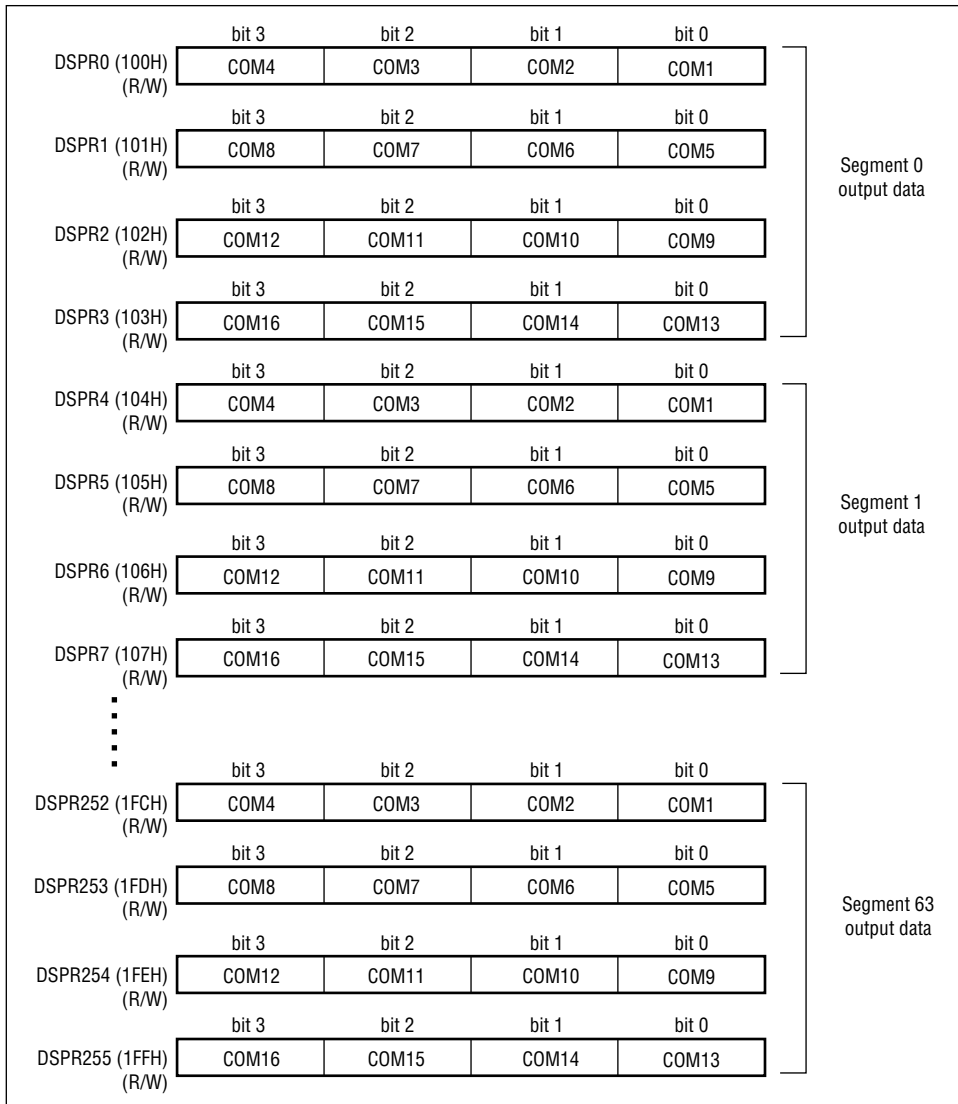 bit 3 bit 2 bit 1 bit 0
DSPR0 (100H) COM4 COM3 COM2 COM1
(R/W)
bit 3 bit 2 bit 1 bit 0
DSPR1 (101H) COM8 COM7 COM6 COM5
(R/W)
Segment 0
output data
bit 3 bit 2 bit 1 bit 0
DSPR2 (102H) COM12 COM11 COM10 COM9
(R/W)
bit 3 bit 2 bit 1 bit 0
DSPR3 (103H) COM16 COM15 COM14 COM13
(R/W)
bit 3 bit 2 bit 1 bit 0
DSPR4 (104H) COM4 COM3 COM2 COM1
(R/W)
bit 3 bit 2 bit 1 bit 0
DSPR5 (105H) COM8 COM7 COM6 COM5
(R/W)
Segment 1
output data
bit 3 bit 2 bit 1 bit 0
DSPR6 (106H) COM12 COM11 COM10 COM9
(R/W)
bit 3 bit 2 bit 1 bit 0
DSPR7 (107H) COM16 COM15 COM14 COM13
(R/W)
bit 3 bit 2 bit 1 bit 0
DSPR252 (1FCH) COM4 COM3 COM2 COM1
(R/W)
bit 3 bit 2 bit 1 bit 0
DSPR253 (1FDH) COM8 COM7 COM6 COM5
(R/W)
Segment 63
output data
bit 3 bit 2 bit 1 bit 0
DSPR254 (1FEH) COM12 COM11 COM10 COM9
(R/W)
bit 3 bit 2 bit 1 bit 0
DSPR255 (1FFH) COM16 COM15 COM14 COM13
(R/W)